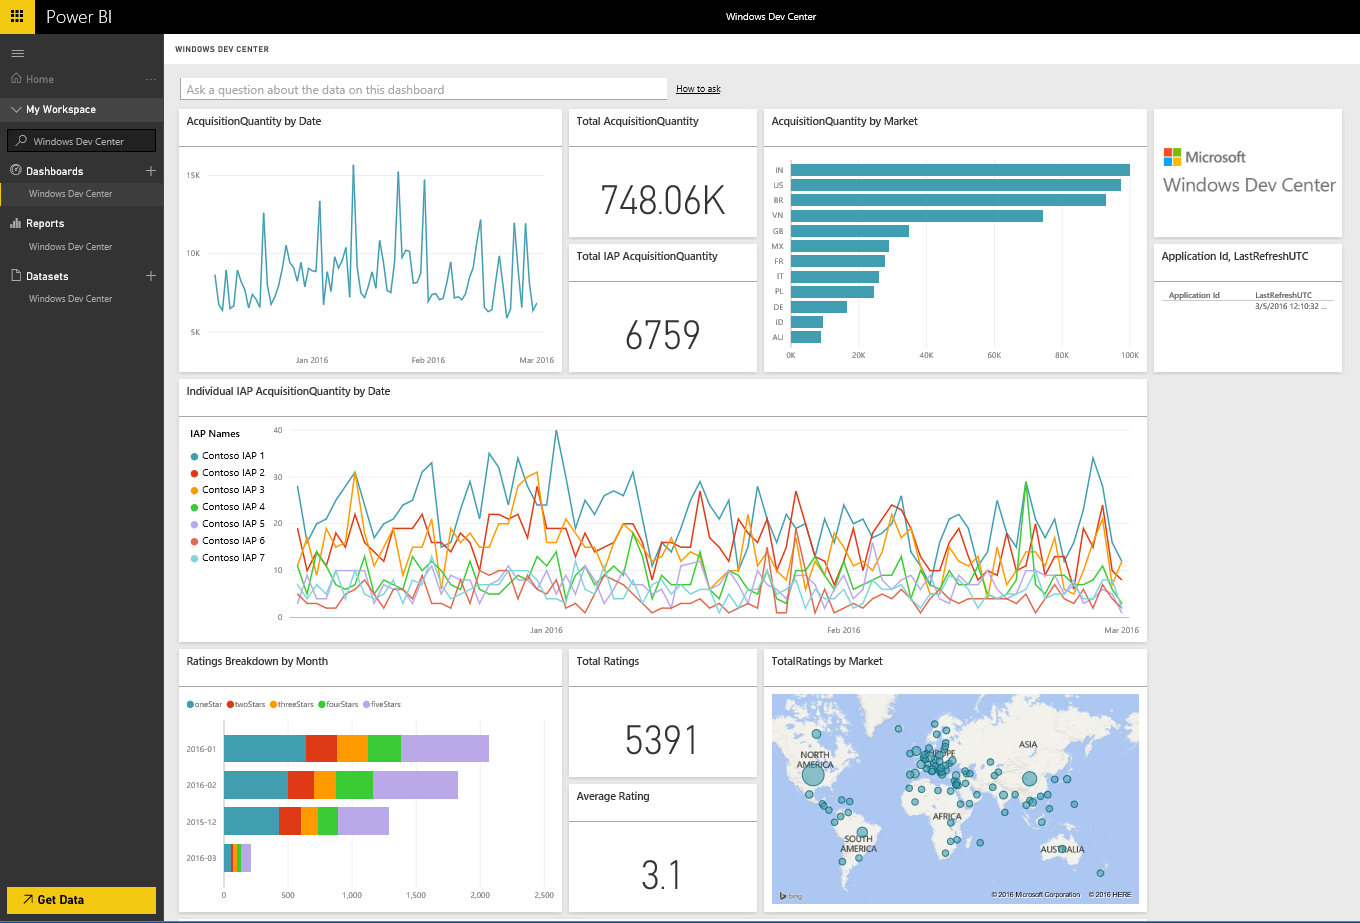 Power BI
Windows Dev Center
WINDOWS DEV CENTER
Home
...
My Workspace
Windows Dev Center
Dashboards
Windows Dev Center
Reports
Windows Dev Center
Datasets
Windows Dev Center
Get Data
Ask a question about the data on this dashboard
How to ask
AcquisitionQuantity by Date
15K
10K
5K
Jan 2016 Feb 2016 Mar 2016
Total AcquisitionQuantity
748.06K
Total IAP AcquisitionQuantity
6759
AcquisitionQuantity by Market
IN
US
BR
VN
GB
MX
FR
IT
PL
DE
ID
AU
0K 20K 40K 60K 80K 100K
Microsoft
Windows Dev Center
Application Id, LastRefreshUTC
Application Id LastRefreshUTC
3/5/2016 12:10:32 ...
Individual IAP AcquisitionQuantity by Date
IAP Names
Contoso IAP 1
Contoso IAP 2
Contoso IAP 3
Contoso IAP 4
Contoso IAP 5
Contoso IAP 6
Contoso IAP 7
40
30
20
10
0
Jan 2016 Feb 2016 Mar 2016
Ratings Breakdown by Month
oneStar twoStars threeStars fourStars fiveStars
2016-01
2016-02
2015-12
2016-03
0 500 1,000 1,500 2,000 2,500
Total Ratings
5391
Average Rating
3.1
TotalRatings by Market
NORTH
AMERICA
EUROPE
ASIA
AFRICA
SOUTH
AMERICA
AUSTRALIA
bing
© 2016 Microsoft Corporation © 2016 HERE